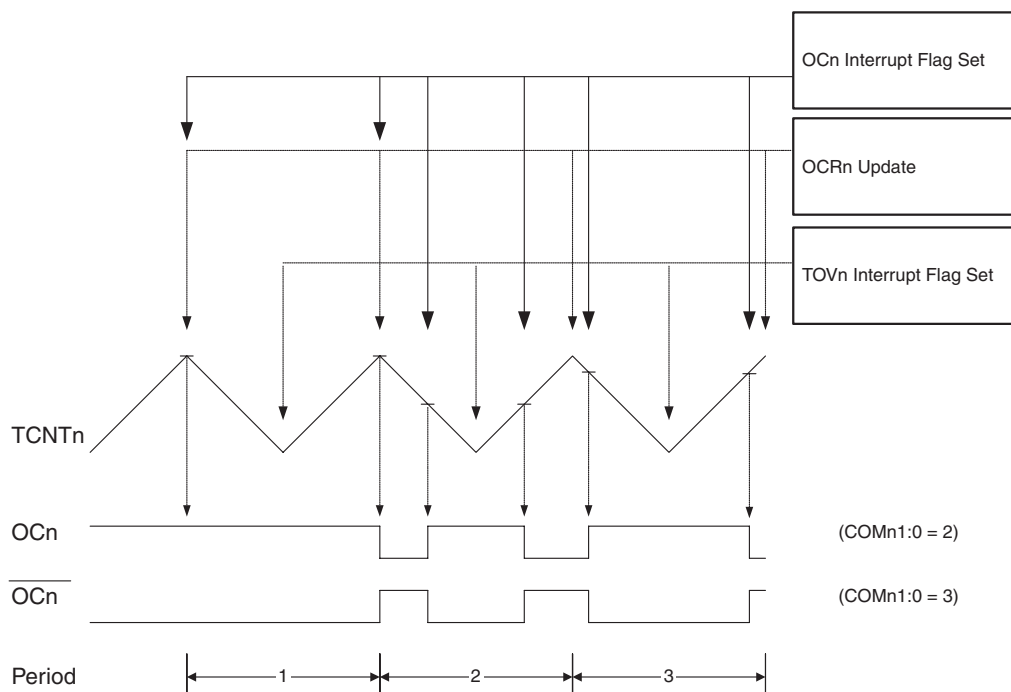 OCn Interrupt Flag Set
OCRn Update
TOVn Interrupt Flag Set
TCNTn
OCn
(COMn1:0 = 2)
OCn
(COMn1:0 = 3)
Period
1
2
3